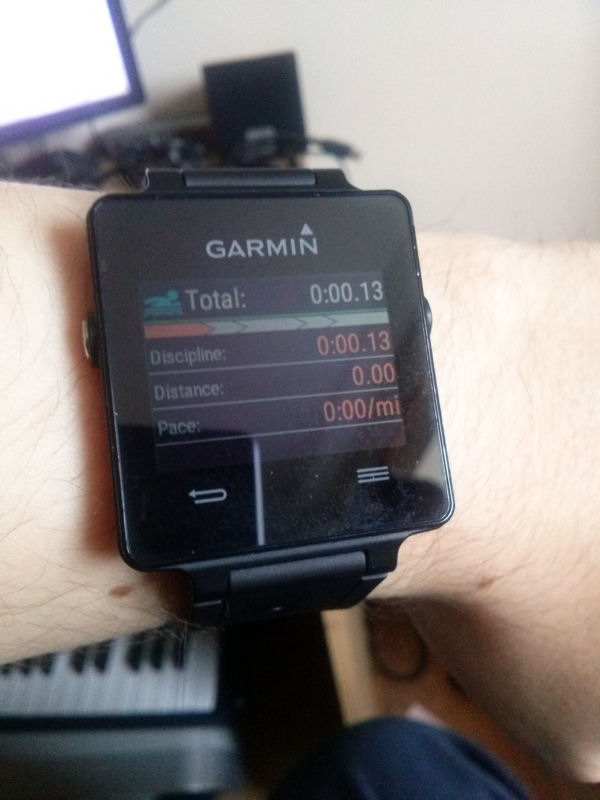 GARMIN
Total: 0:00.13
Discipline: 0:00.13
Distance: 0.00
Pace: 0:00/mi